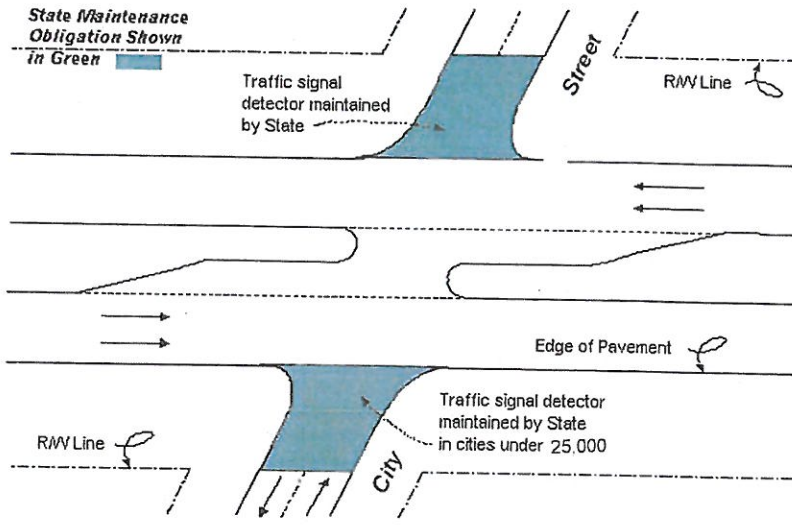 State Maintenance
Obligation Shown
in Green
Traffic signal
detector maintained
by State
Street
R/W Line
Edge of Pavement
Traffic signal detector
maintained by State
in cities under 25,000
R/W Line
City